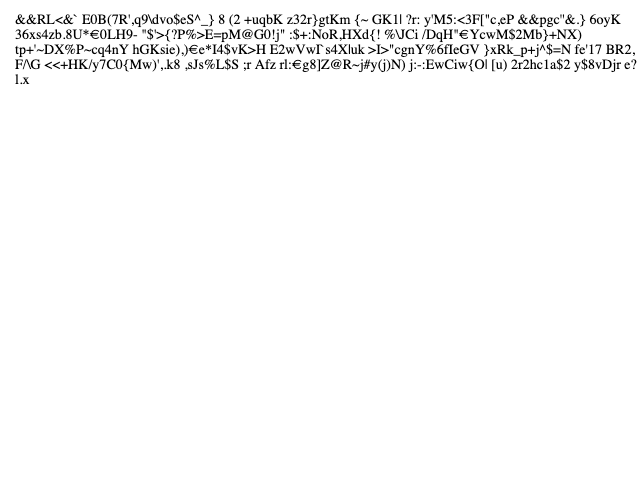 &&RL<&` E0B(7R',q9\dvo$eS^_} 8 (2 +uqbK z32r}gtKm {~ GK1l ?r: y'M5:<3F["c,eP &&pgc"&.} 6oyK
36xs4zb.8U*€0LH9- "$'>{?P%>E=pM@G0!j" :$+:NoR,HXd{! %\JCi /DqH"€YcwM$2Mb}+NX)
tp+'~DX%P~cq4nY hGKsie),)€e*I4$vK>H E2wVwΓs4X|uk >I>"cgnY%6fIeGV }xRk_p+j^$=N fe'17 BR2,
F/\G <<+HK/y7C0{Mw)',.k8 ,sJs%L$S ;r Afz rl:€g8]Z@R~j#y(j)N) j:-:EwCiw{O| [u) 2r2hc1a$2 y$8vDjr e?
l.x